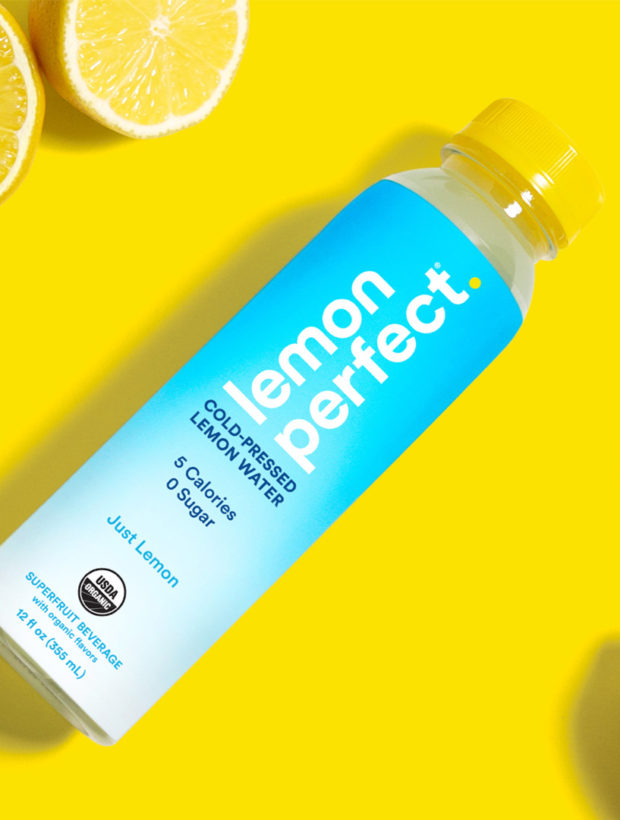 lemon
perfect.®
COLD-PRESSED
LEMON WATER
5 Calories
0 Sugar
Just Lemon
USDA
ORGANIC
SUPERFRUIT BEVERAGE
with organic flavors
12 fl oz (355 mL)